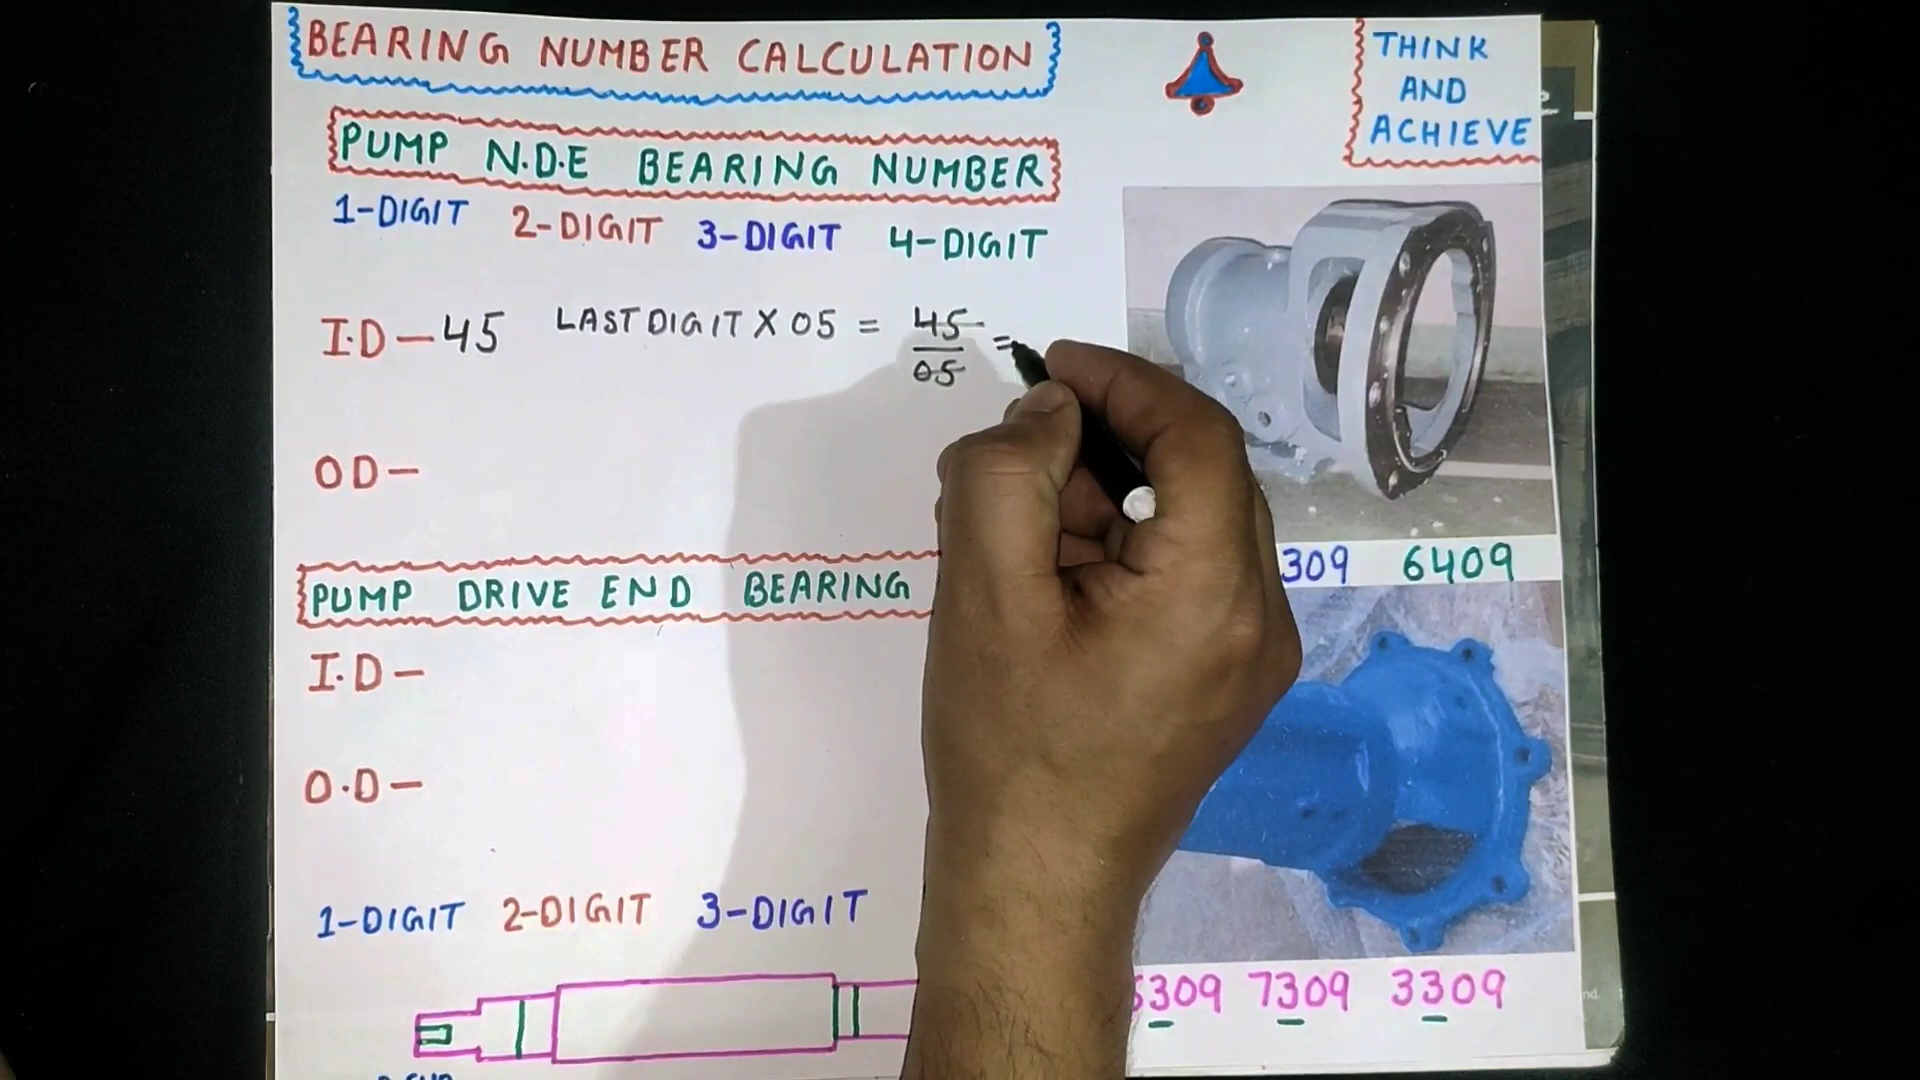 BEARING NUMBER CALCULATION
THINK
AND
ACHIEVE
PUMP N.D.E BEARING NUMBER
1-DIGIT 2-DIGIT 3-DIGIT 4-DIGIT
I.D-45 LAST DIGIT X 05 = 45/05 =
OD-
309 6409
PUMP DRIVE END BEARING
I.D-
O.D-
1-DIGIT 2-DIGIT 3-DIGIT
309 7309 3309
nd.